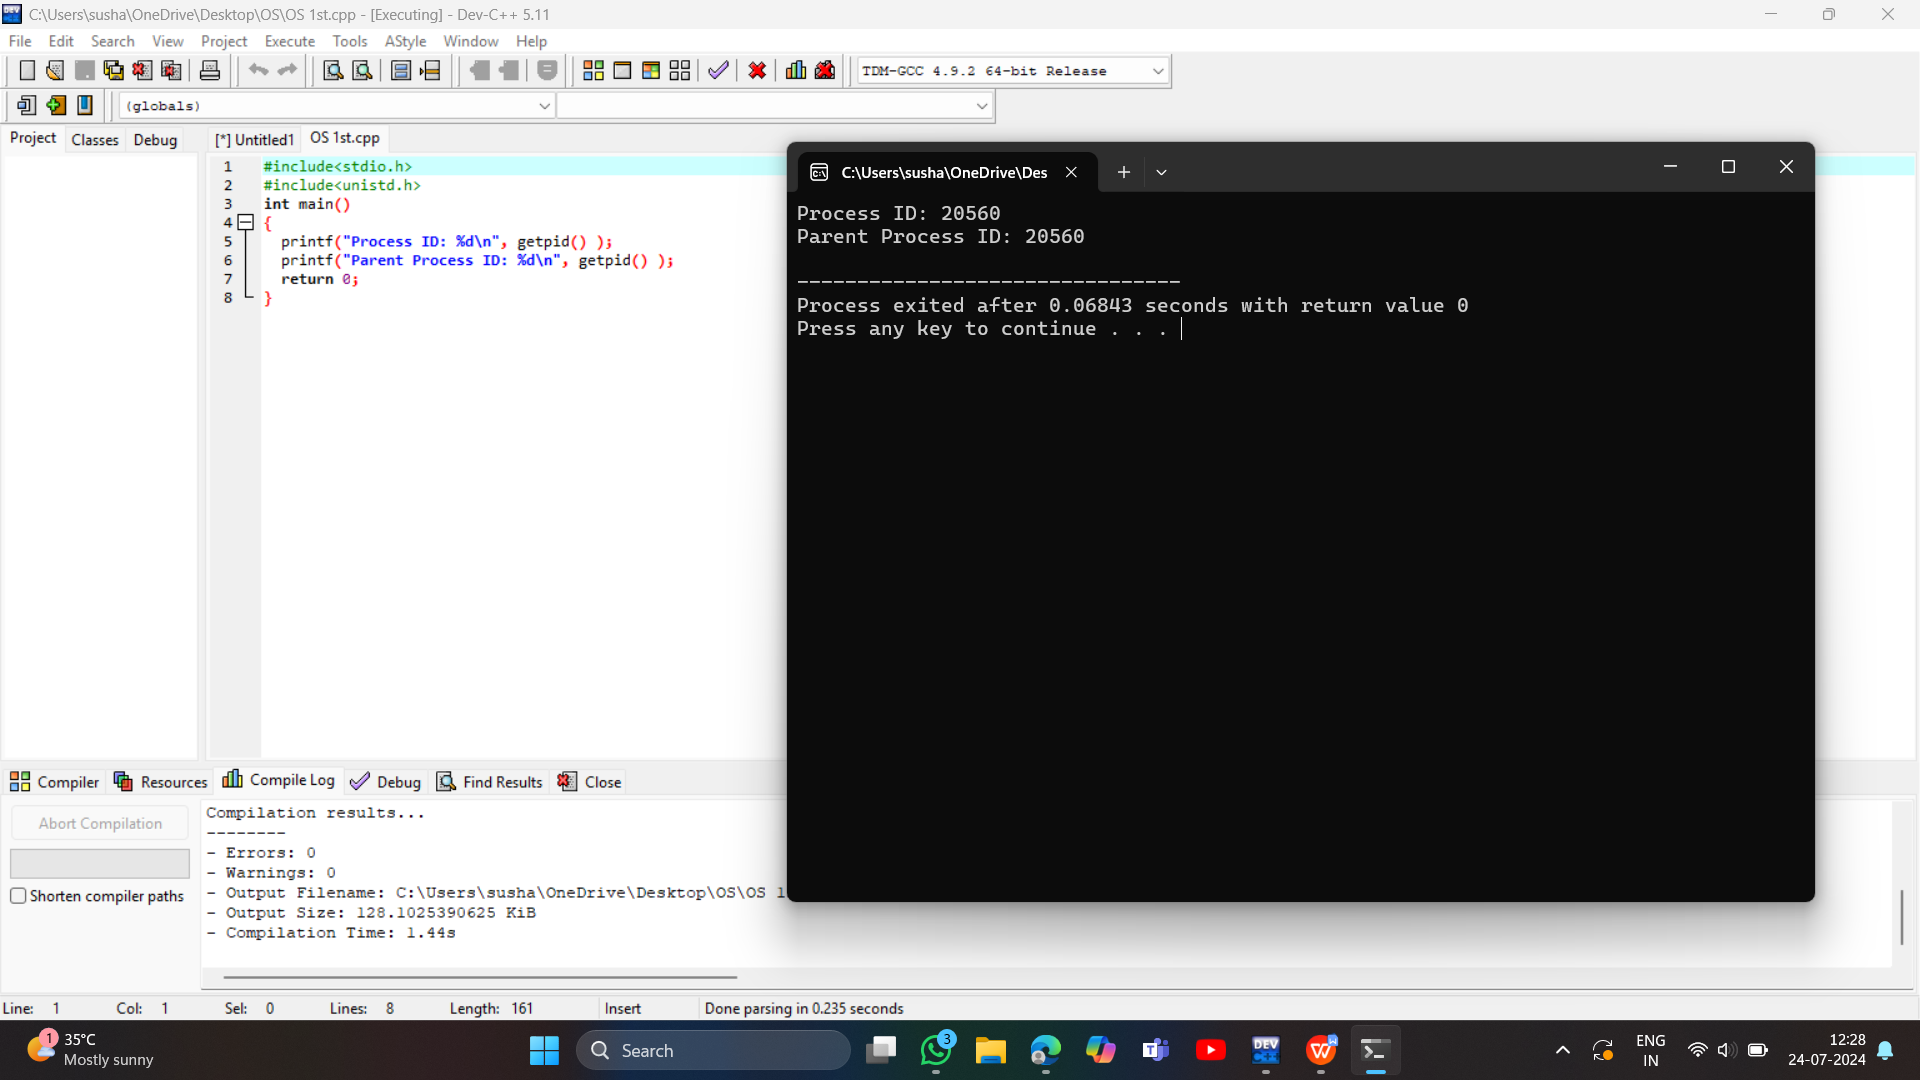 C:\Users\susha\OneDrive\Desktop\OS\OS 1st.cpp - [Executing] - Dev-C++ 5.11
File Edit Search View Project Execute Tools AStyle Window Help
TDM-GCC 4.9.2 64-bit Release
(globals)
Project Classes Debug
[*] Untitled1 OS 1st.cpp
1 #include<stdio.h>
2 #include<unistd.h>
3 int main()
4 {
5 printf("Process ID: %d\n", getpid() );
6 printf("Parent Process ID: %d\n", getpid() );
7 return 0;
8 }
C:\Users\susha\OneDrive\Des
Process ID: 20560
Parent Process ID: 20560
--------------------------------
Process exited after 0.06843 seconds with return value 0
Press any key to continue . . .
Compiler Resources Compile Log Debug Find Results Close
Abort Compilation
Shorten compiler paths
Compilation results...
--------
- Errors: 0
- Warnings: 0
- Output Filename: C:\Users\susha\OneDrive\Desktop\OS\OS 1
- Output Size: 128.1025390625 KiB
- Compilation Time: 1.44s
Line: 1 Col: 1 Sel: 0 Lines: 8 Length: 161 Insert Done parsing in 0.235 seconds
1
35°C
Mostly sunny
Search
3
DEV
C++
ENG
IN
12:28
24-07-2024